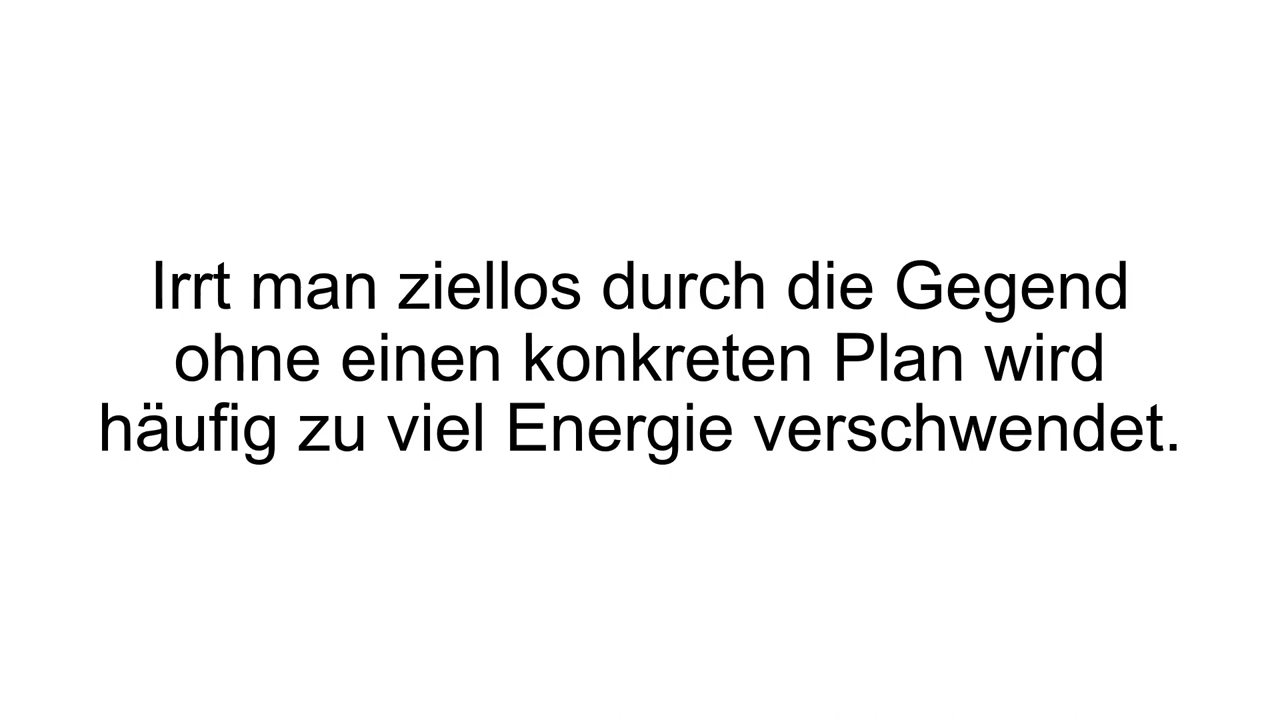 Irrt man ziellos durch die Gegend
ohne einen konkreten Plan wird
häufig zu viel Energie verschwendet.